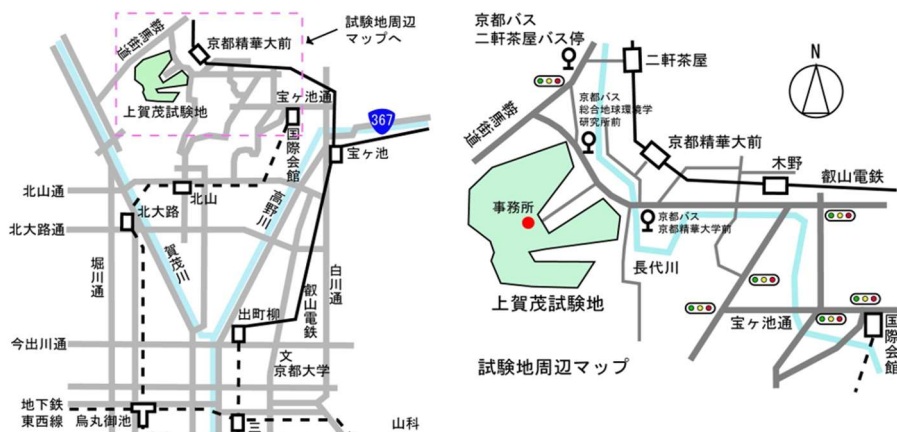 鞍馬街道
京都精華大前
試験地周辺
マップへ
上賀茂試験地
宝ヶ池通
国際会館
367
宝ヶ池
北山通
北山
北大路
北大路通
高野川
賀茂川
堀川通
白川通
叡山電鉄
出町柳
今出川通
文
京都大学
地下鉄
東西線
烏丸御池
三
山科
京都バス
二軒茶屋バス停
二軒茶屋
N
鞍馬街道
京都バス
総合地球環境学
研究所前
京都精華大前
木野
叡山電鉄
事務所
京都バス
京都精華大学前
長代川
上賀茂試験地
宝ヶ池通
国際会館
試験地周辺マップ